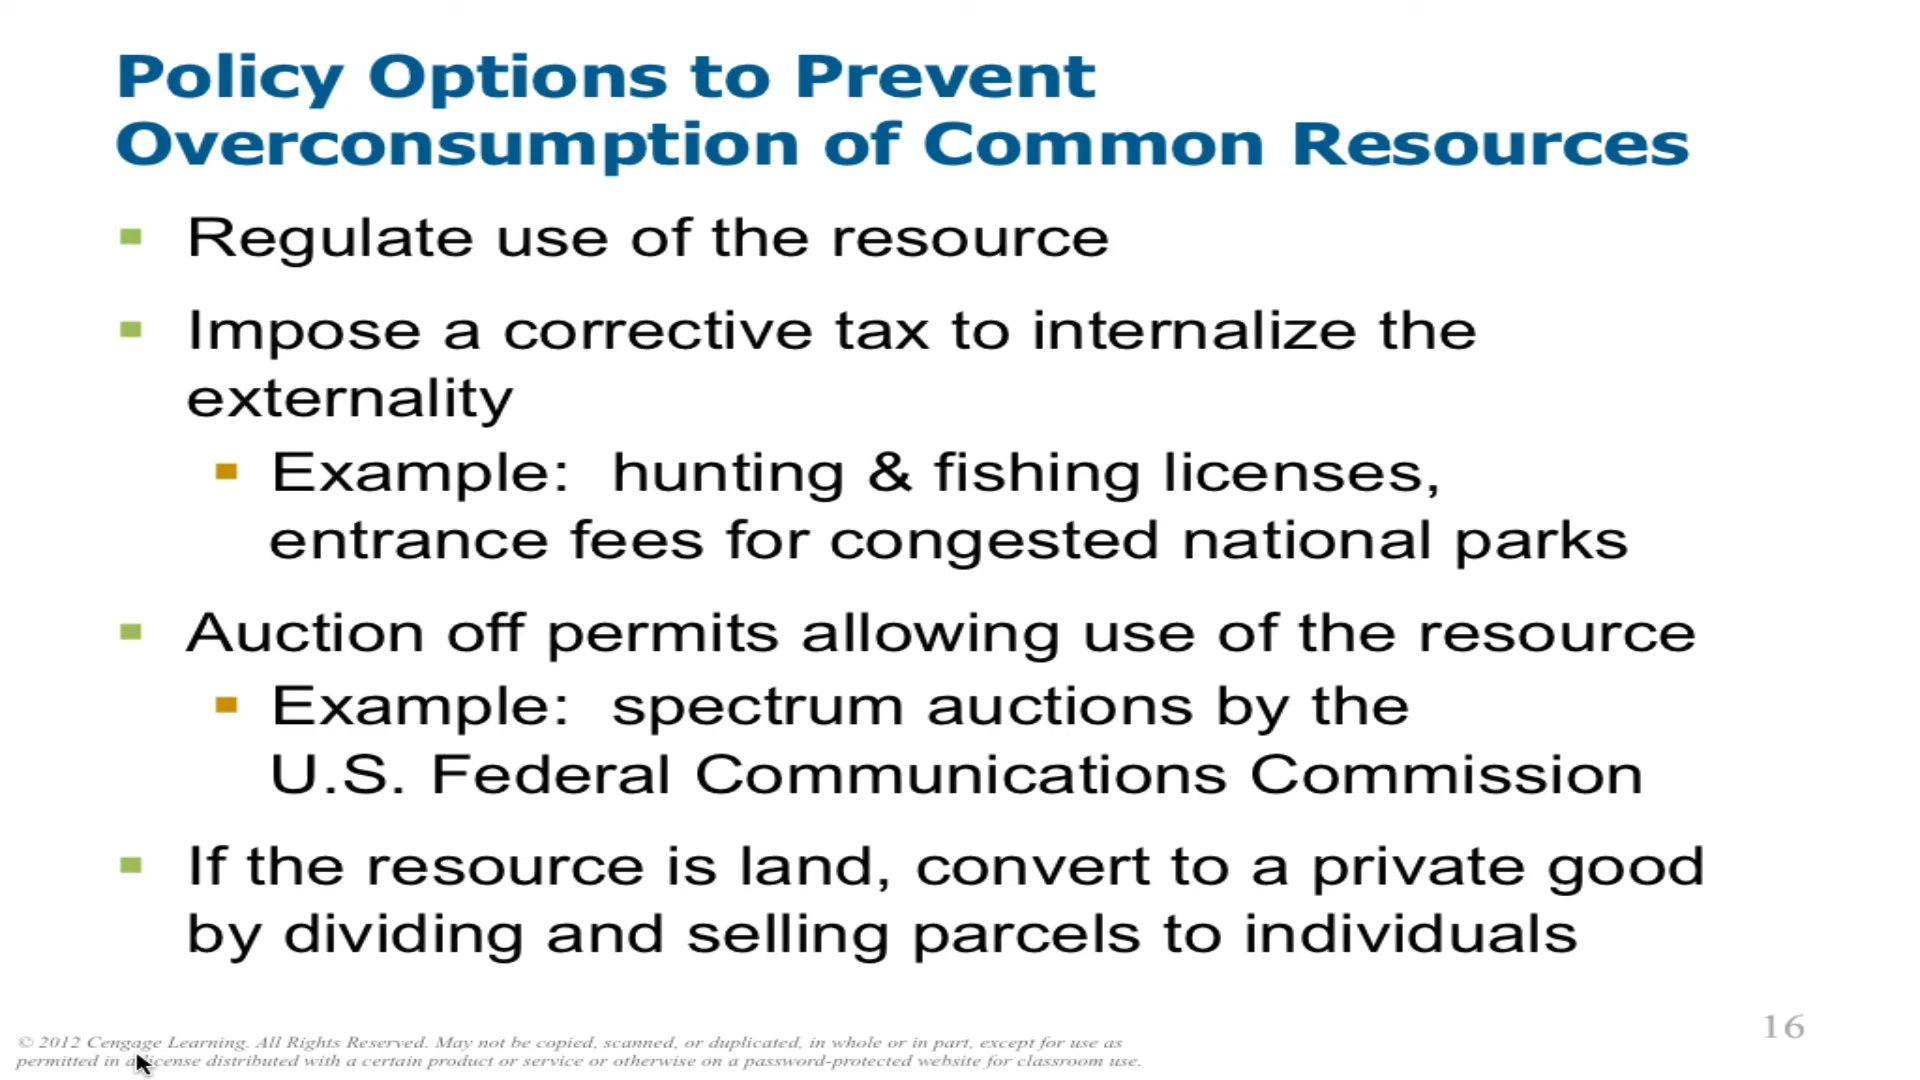 Policy Options to Prevent
Overconsumption of Common Resources
Regulate use of the resource
Impose a corrective tax to internalize the
externality
Example: hunting & fishing licenses,
entrance fees for congested national parks
Auction off permits allowing use of the resource
Example: spectrum auctions by the
U.S. Federal Communications Commission
If the resource is land, convert to a private good
by dividing and selling parcels to individuals
16
© 2012 Cengage Learning. All Rights Reserved. May not be copied, scanned, or duplicated, in whole or in part, except for use as
permitted in a license distributed with a certain product or service or otherwise on a password-protected website for classroom use.